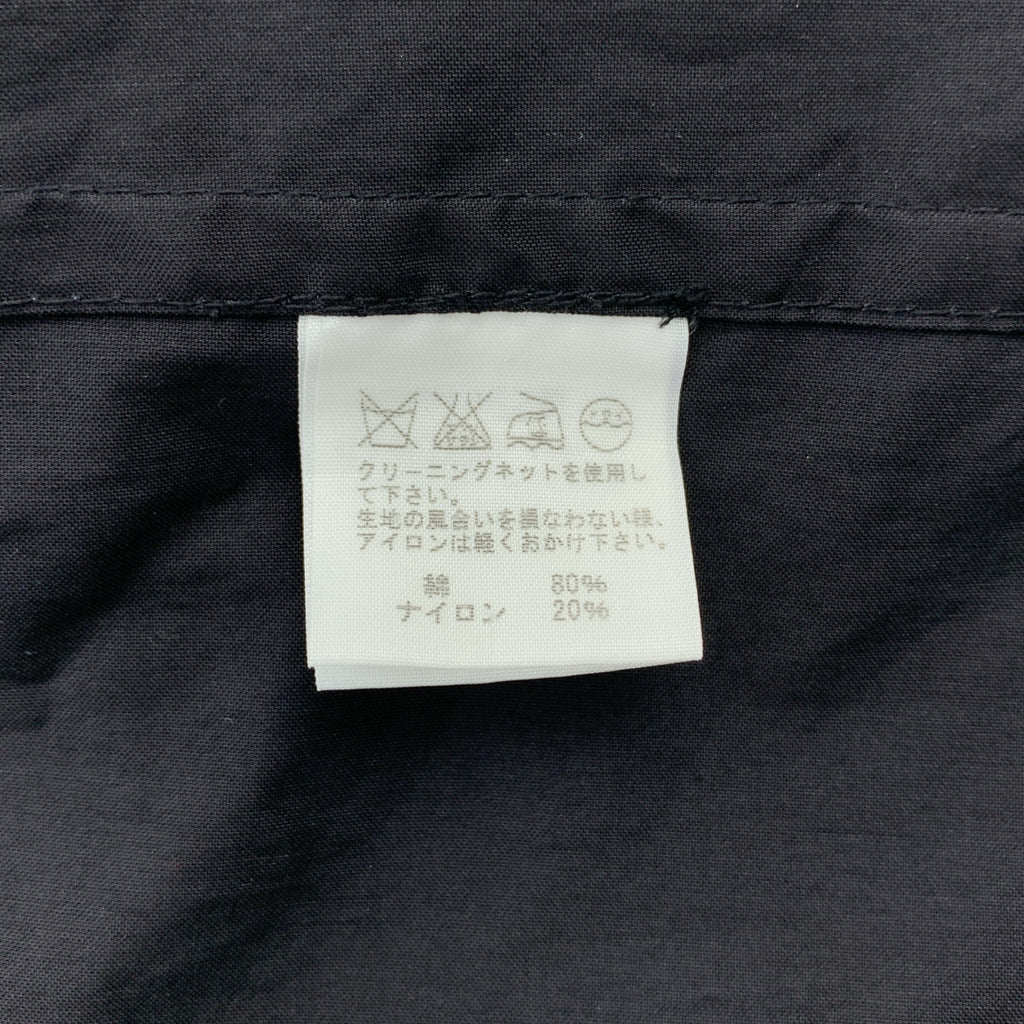 クリーニングネットを使用し
て下さい。
生地の風合いを損なわない様、
アイロンは軽くおかけ下さい。
綿 80%
ナイロン 20%